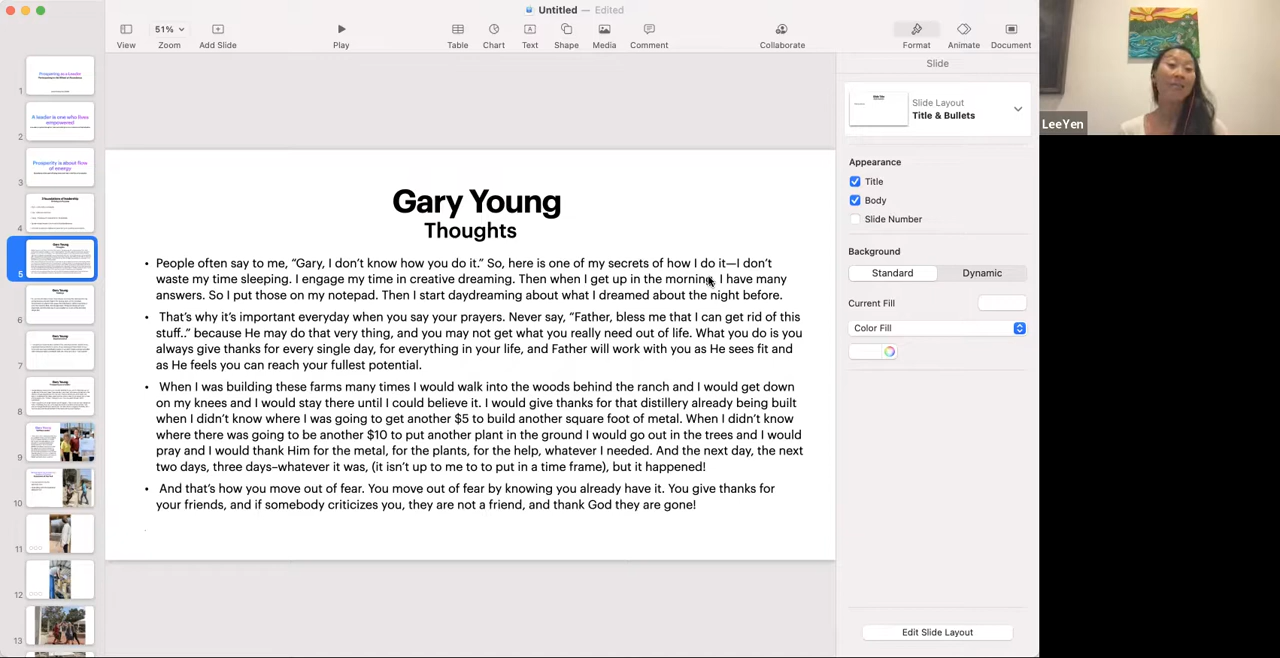 Untitled — Edited
51%
View
Zoom
Add Slide
Play
Table
Chart
Text
Shape
Media
Comment
Collaborate
Format
Animate
Document
LeeYen
Slide
Slide Layout
Title & Bullets
Appearance
Title
Body
Slide Number
Background
Standard
Dynamic
Current Fill
Color Fill
Edit Slide Layout
1
Prospering as a Leader
2
A leader is one who lives
empowered
3
Prosperity is about flow
of energy
4
5
6
7
8
9
10
11
12
13
Gary Young
Thoughts
• People often say to me, “Gary, I don’t know how you do it.” So, here is one of my secrets of how I do it—I don’t
waste my time sleeping. I engage my time in creative dreaming. Then when I get up in the morning, I have many
answers. So I put those on my notepad. Then I start daydreaming about what I dreamed about the night before.
• That’s why it’s important everyday when you say your prayers. Never say, “Father, bless me that I can get rid of this
stuff..” because He may do that very thing, and you may not get what you really need out of life. What you do is you
always give thanks for every single day, for everything in your life, and Father will work with you as He sees fit and
as He feels you can reach your fullest potential.
• When I was building these farms many times I would walk into the woods behind the ranch and I would get down
on my knees and I would stay there until I could believe it. I would give thanks for that distillery already being built
when I didn’t know where I was going to get another $5 to build another square foot of metal. When I didn’t know
where there was going to be another $10 to put another plant in the ground I would go out in the trees and I would
pray and I would thank Him for the metal, for the plants, for the help, whatever I needed. And the next day, the next
two days, three days–whatever it was, (it isn’t up to me to to put in a time frame), but it happened!
• And that’s how you move out of fear. You move out of fear by knowing you already have it. You give thanks for
your friends, and if somebody criticizes you, they are not a friend, and thank God they are gone!